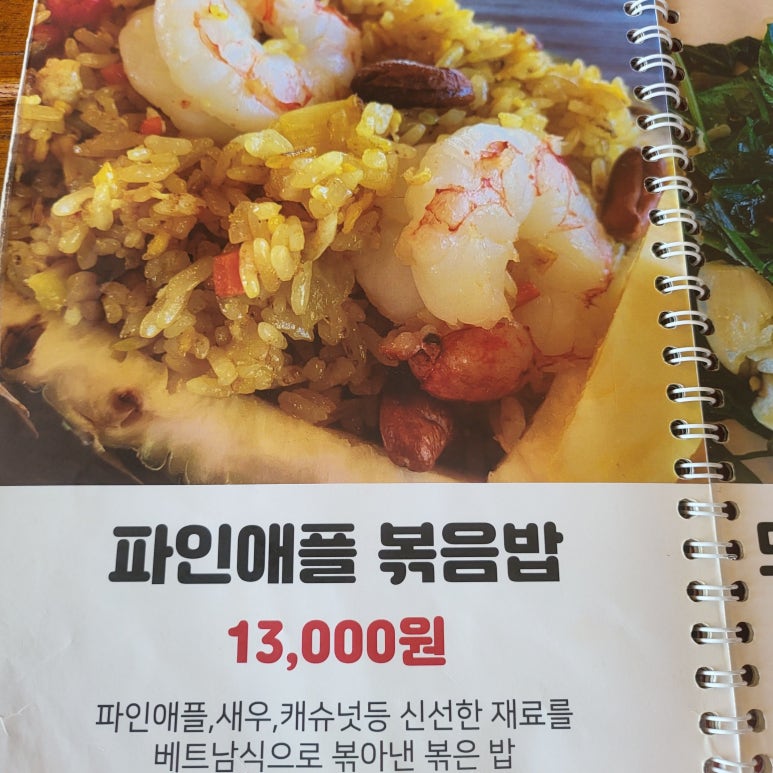 파인애플 볶음밥
13,000원
파인애플,새우,캐슈넛등 신선한 재료를
베트남식으로 볶아낸 볶은 밥